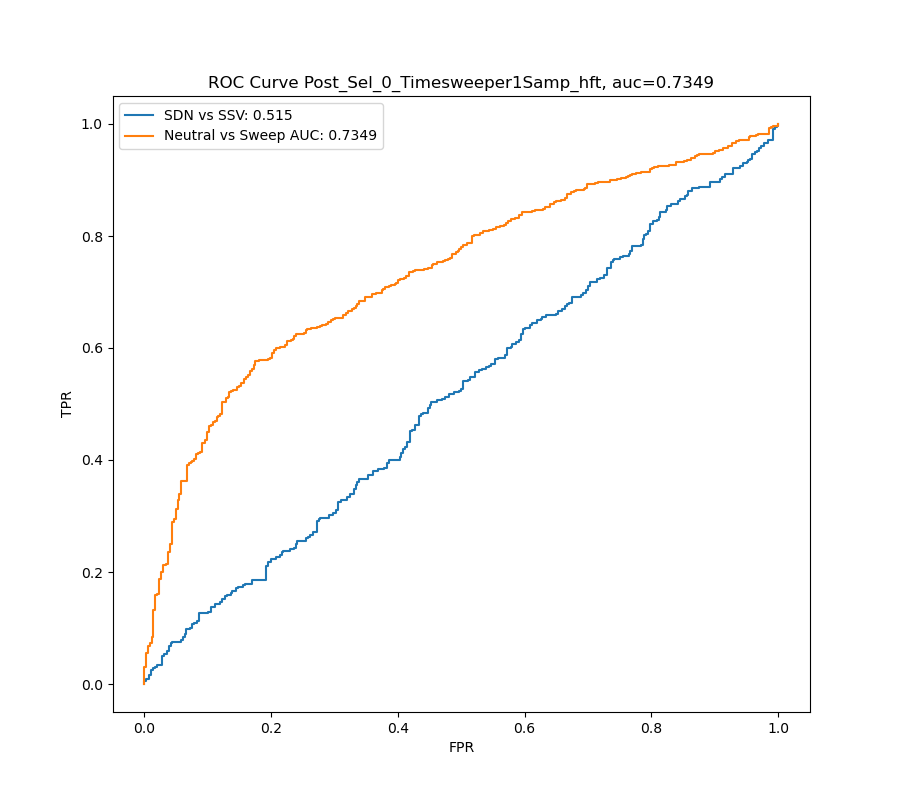 ROC Curve Post_Sel_0_Timesweeper1Samp_hft, auc=0.7349
SDN vs SSV: 0.515
Neutral vs Sweep AUC: 0.7349
1.0
0.8
0.6
0.4
0.2
0.0
TPR
0.0 0.2 0.4 0.6 0.8 1.0
FPR